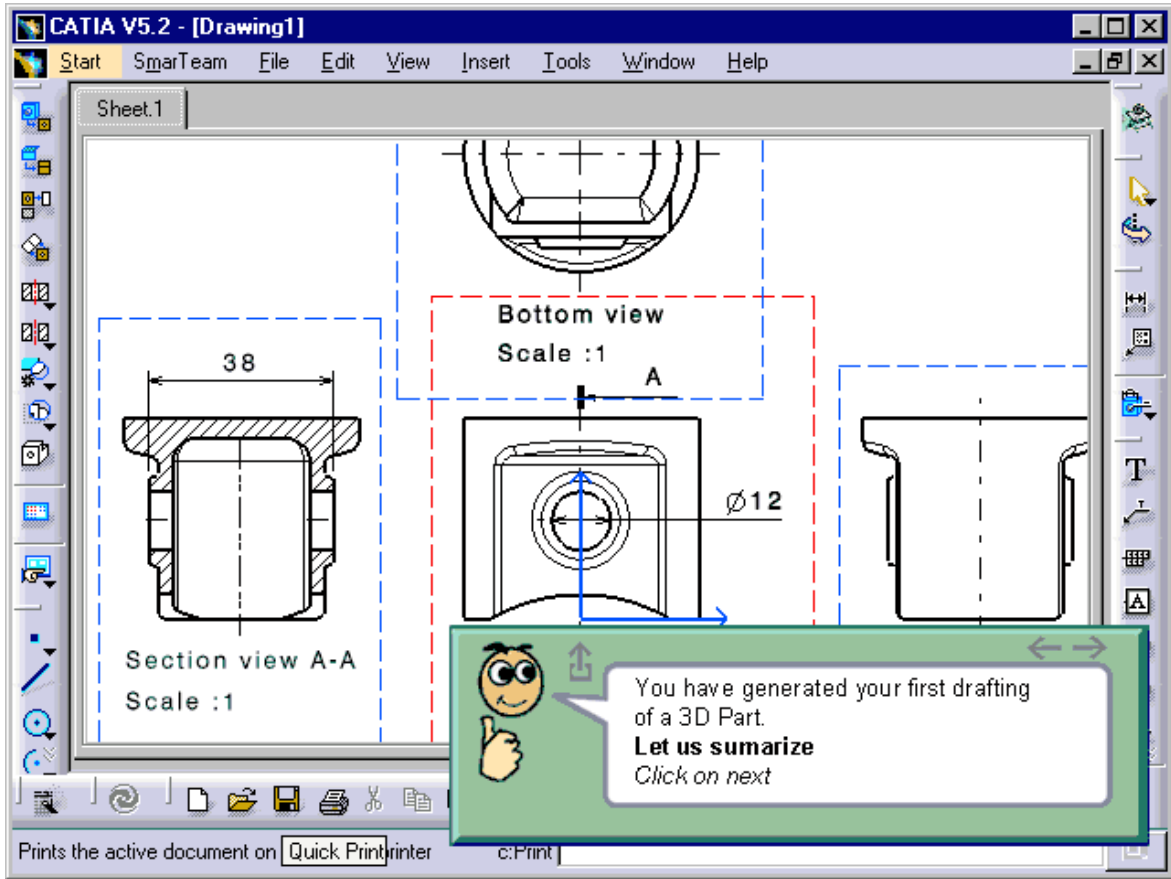 CATIA V5.2 - [Drawing1]
Start SmarTeam File Edit View Insert Tools Window Help
Sheet.1
Bottom view
Scale :1
38
A
Ø12
Section view A-A
Scale :1
T
A
You have generated your first drafting
of a 3D Part.
Let us sumarize
Click on next
Prints the active document on Quick Print rinter c:Print